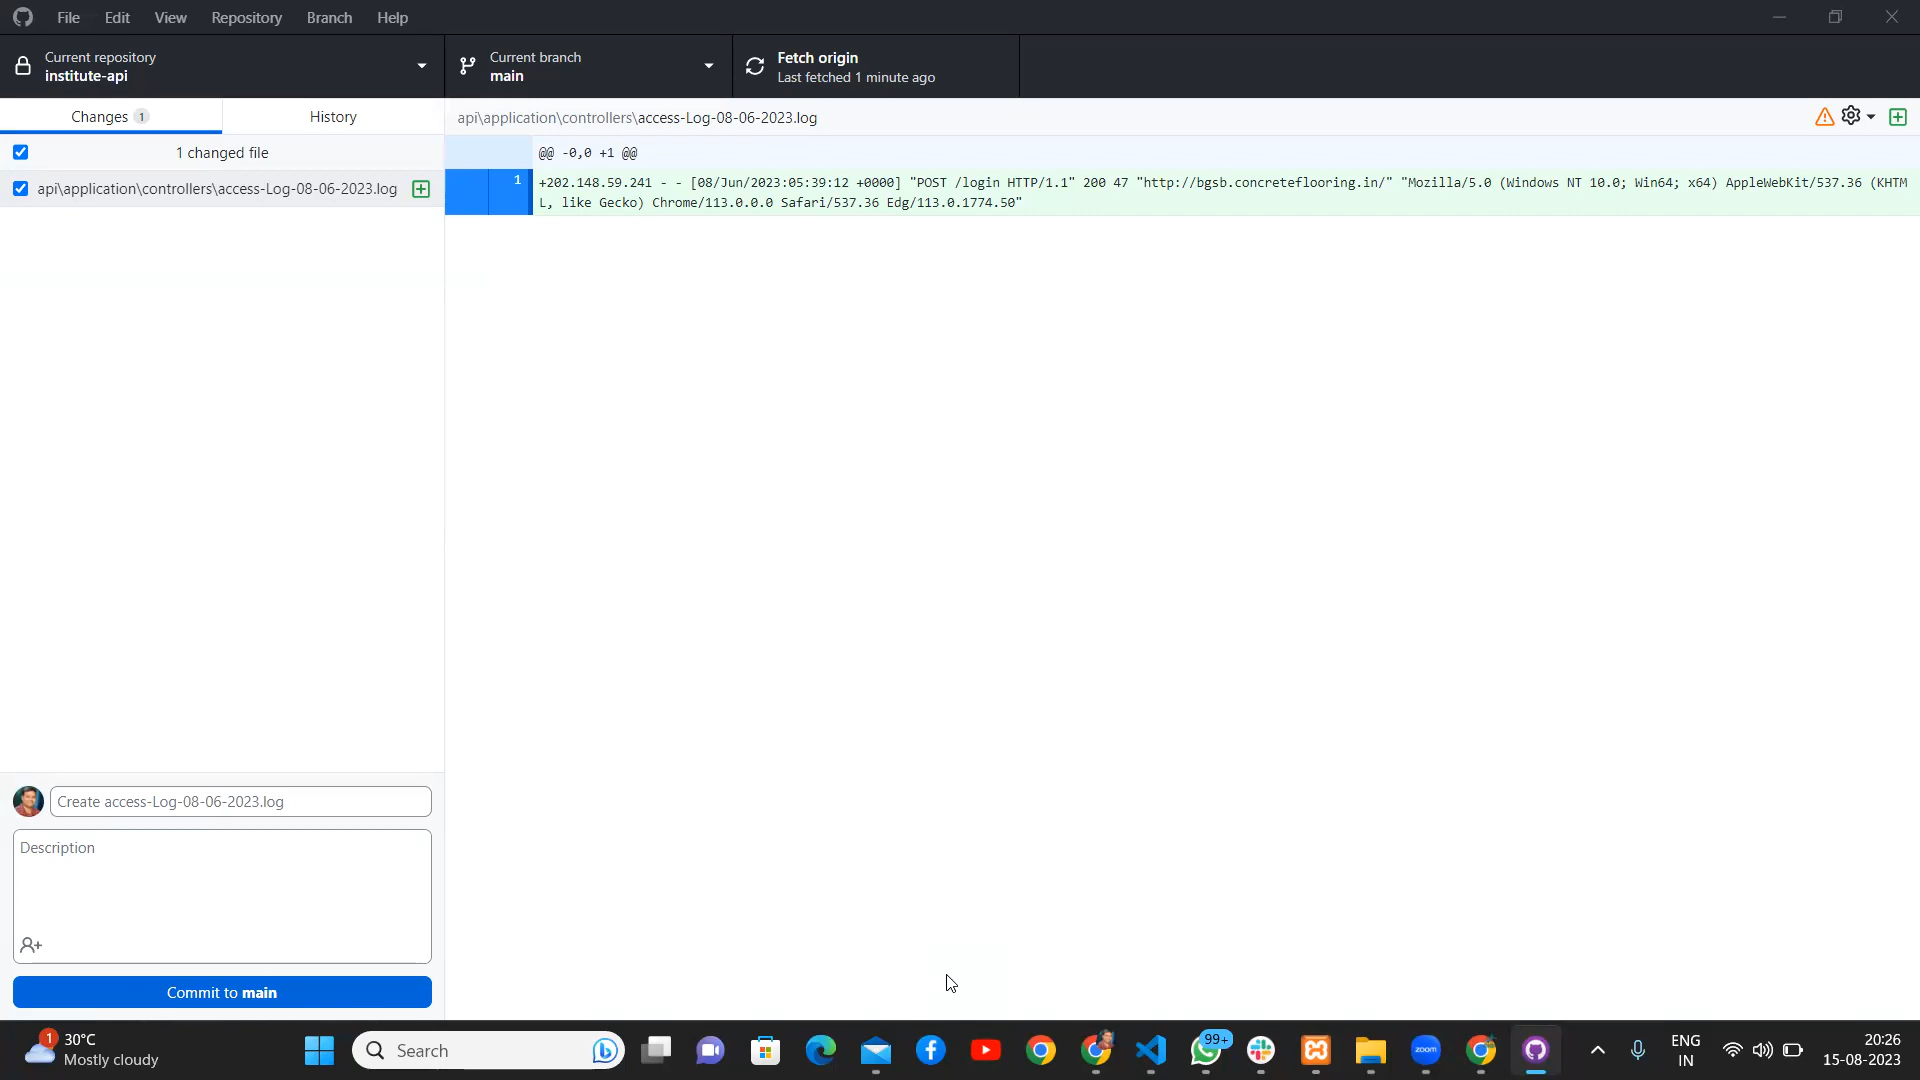 File Edit View Repository Branch Help
Current repository
institute-api
Current branch
main
Fetch origin
Last fetched 1 minute ago
Changes 1
History
api\application\controllers\access-Log-08-06-2023.log
1 changed file
@@ -0,0 +1 @@
api\application\controllers\access-Log-08-06-2023.log
1 +202.148.59.241 - - [08/Jun/2023:05:39:12 +0000] "POST /login HTTP/1.1" 200 47 "http://bgsb.concreteflooring.in/" "Mozilla/5.0 (Windows NT 10.0; Win64; x64) AppleWebKit/537.36 (KHTM
L, like Gecko) Chrome/113.0.0.0 Safari/537.36 Edg/113.0.1774.50"
Create access-Log-08-06-2023.log
Description
Commit to main
1
30°C
Mostly cloudy
Search
99+
zoom
ENG
IN
20:26
15-08-2023